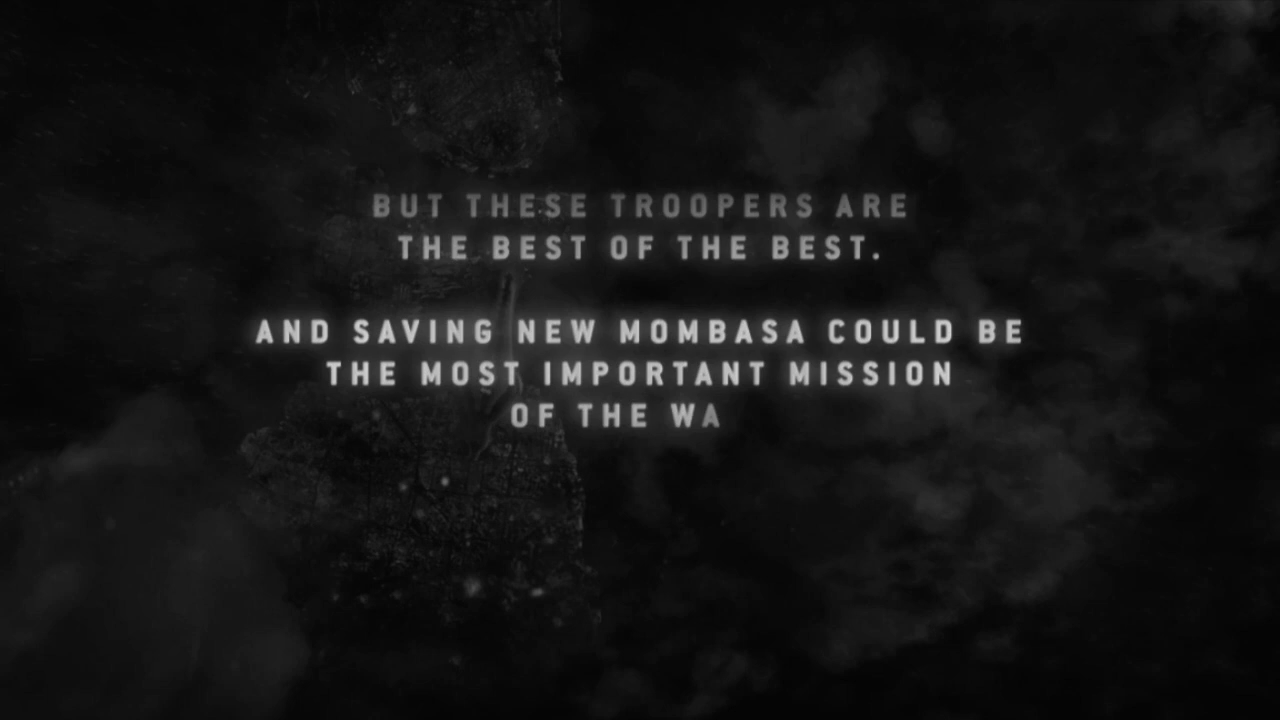 BUT THESE TROOPERS ARE
THE BEST OF THE BEST.
AND SAVING NEW MOMBASA COULD BE
THE MOST IMPORTANT MISSION
OF THE WA